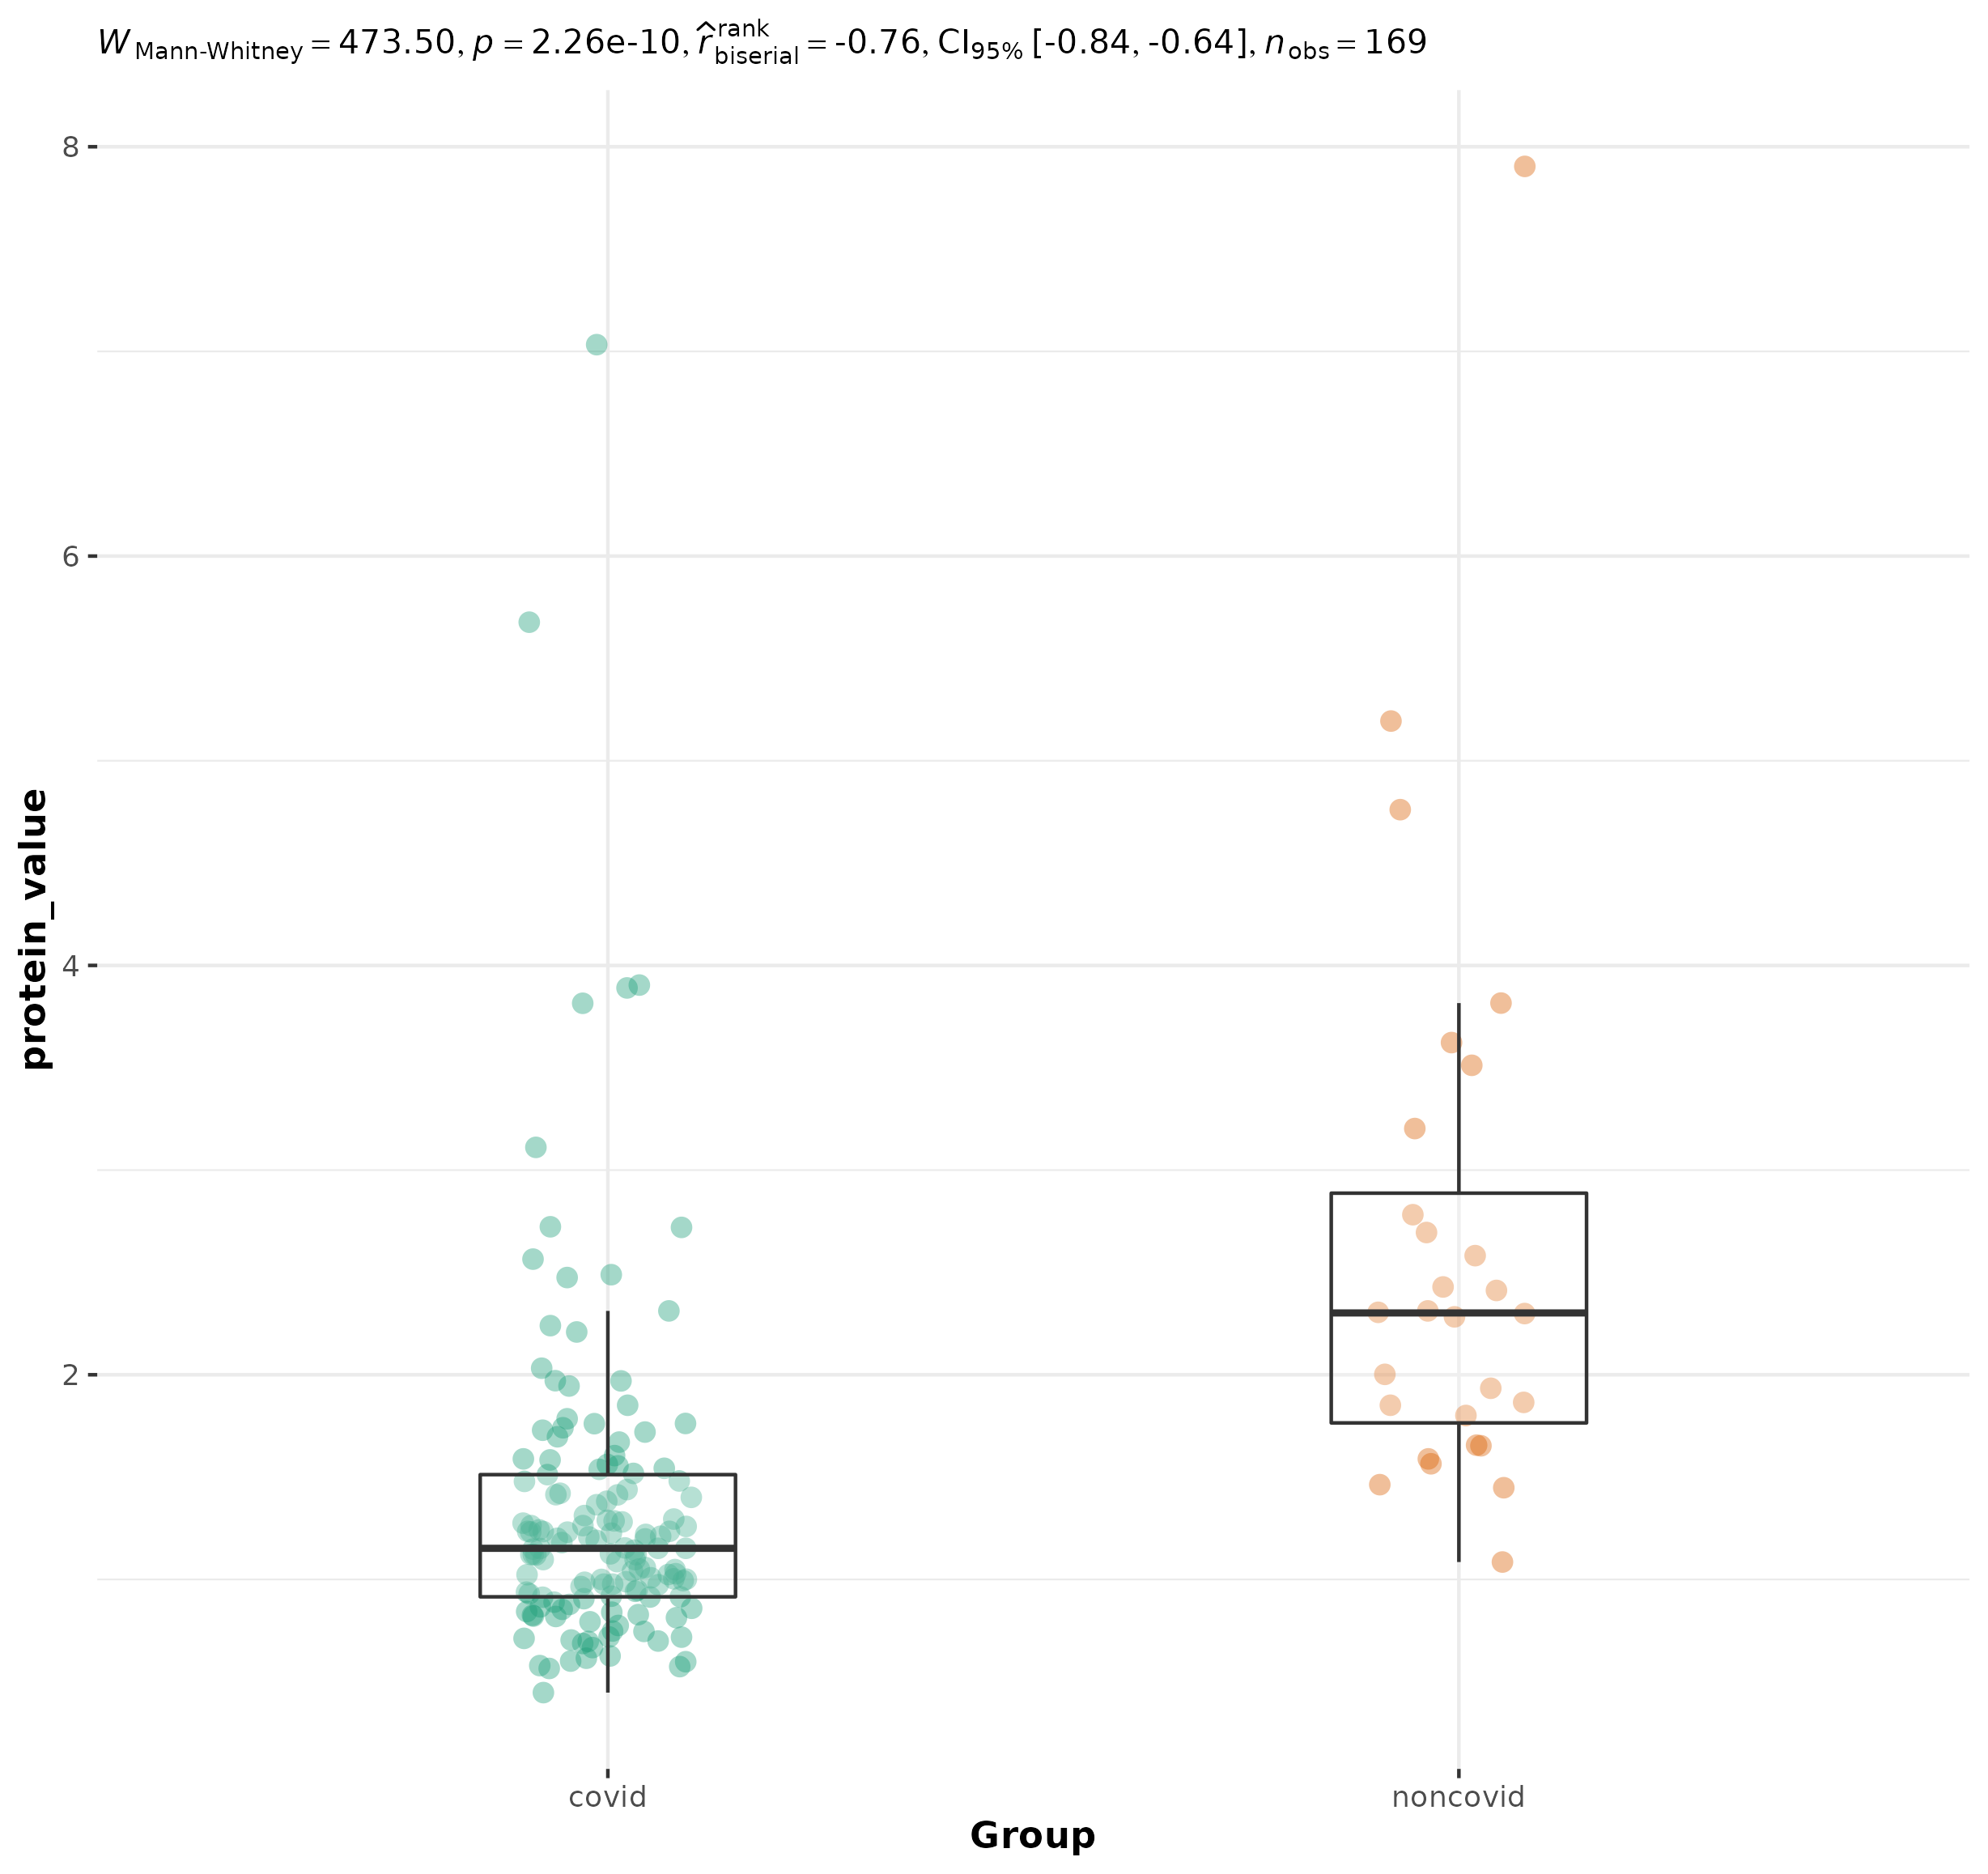 W Mann-Whitney = 473.50, p = 2.26e-10, r̂ rank biserial = -0.76, CI95% [-0.84, -0.64], n obs = 169
8
6
4
2
protein_value
covid noncovid
Group